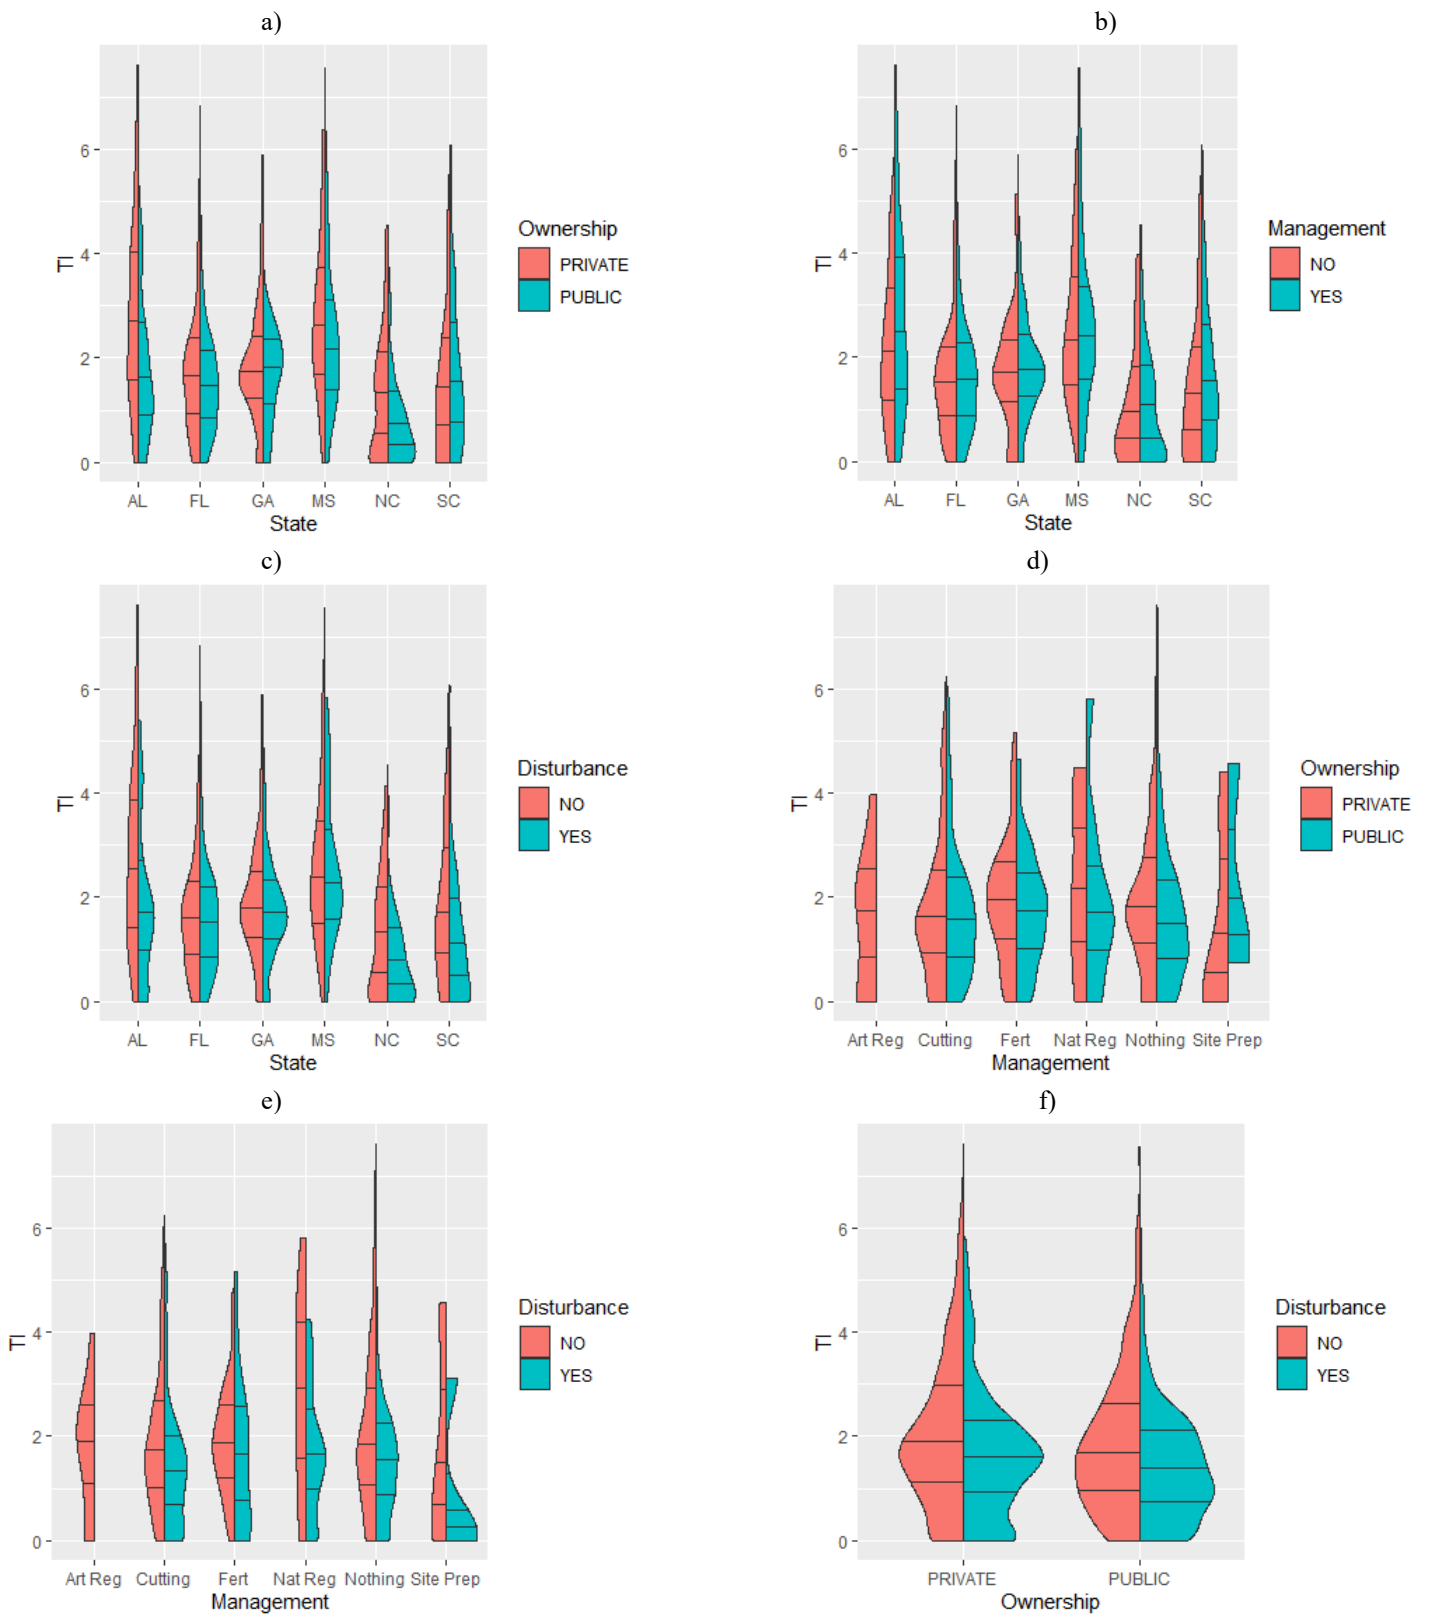 a)
6
4
2
0
TI
AL FL GA MS NC SC
State
Ownership
PRIVATE
PUBLIC
b)
6
4
2
0
TI
AL FL GA MS NC SC
State
Management
NO
YES
c)
6
4
2
0
TI
AL FL GA MS NC SC
State
Disturbance
NO
YES
d)
6
4
2
0
TI
Art Reg Cutting Fert Nat Reg Nothing Site Prep
Management
Ownership
PRIVATE
PUBLIC
e)
6
4
2
0
TI
Art Reg Cutting Fert Nat Reg Nothing Site Prep
Management
Disturbance
NO
YES
f)
6
4
2
0
TI
PRIVATE PUBLIC
Ownership
Disturbance
NO
YES